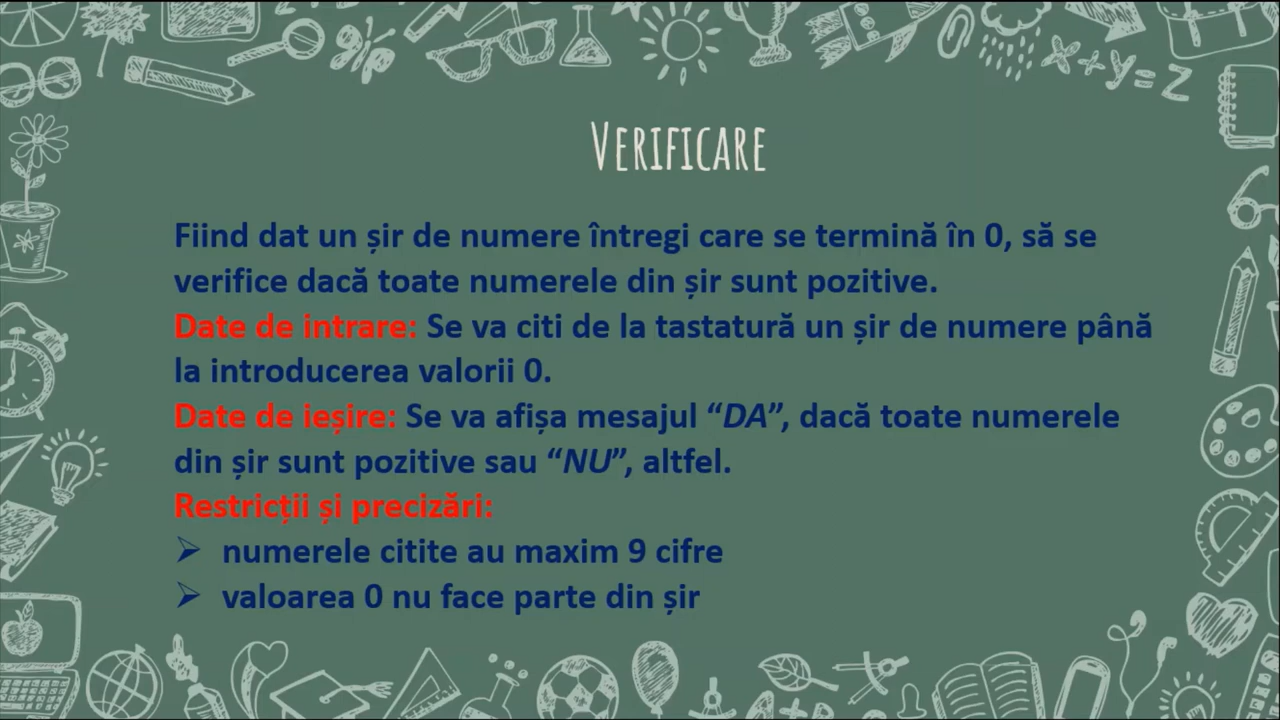 x+y=z
VERIFICARE
Fiind dat un șir de numere întregi care se termină în 0, să se
verifice dacă toate numerele din șir sunt pozitive.
Date de intrare: Se va citi de la tastatură un șir de numere până
la introducerea valorii 0.
Date de ieșire: Se va afișa mesajul “DA”, dacă toate numerele
din șir sunt pozitive sau “NU”, altfel.
Restricții și precizări:
➢ numerele citite au maxim 9 cifre
➢ valoarea 0 nu face parte din șir